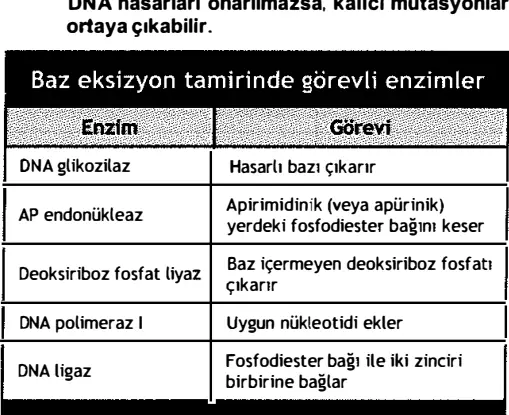 DNA hasarları onarılmazsa, kalıcı mutasyonlar
ortaya çıkabilir.
Baz eksizyon tamirinde görevli enzimler
Enzim Görevi
DNA glikozilaz Hasarlı bazı çıkarır
AP endonükleaz Apirimidinik (veya apürinik)
yerdeki fosfodiester bağını keser
Deoksiriboz fosfat liyaz Baz içermeyen deoksiriboz fosfatı
çıkarır
DNA polimeraz I Uygun nükleotidi ekler
DNA ligaz Fosfodiester bağı ile iki zinciri
birbirine bağlar